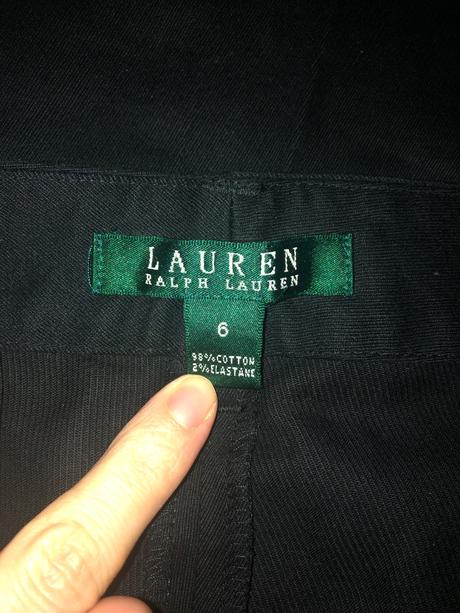 LAUREN
RALPH LAUREN
6
98% COTTON
2% ELASTANE